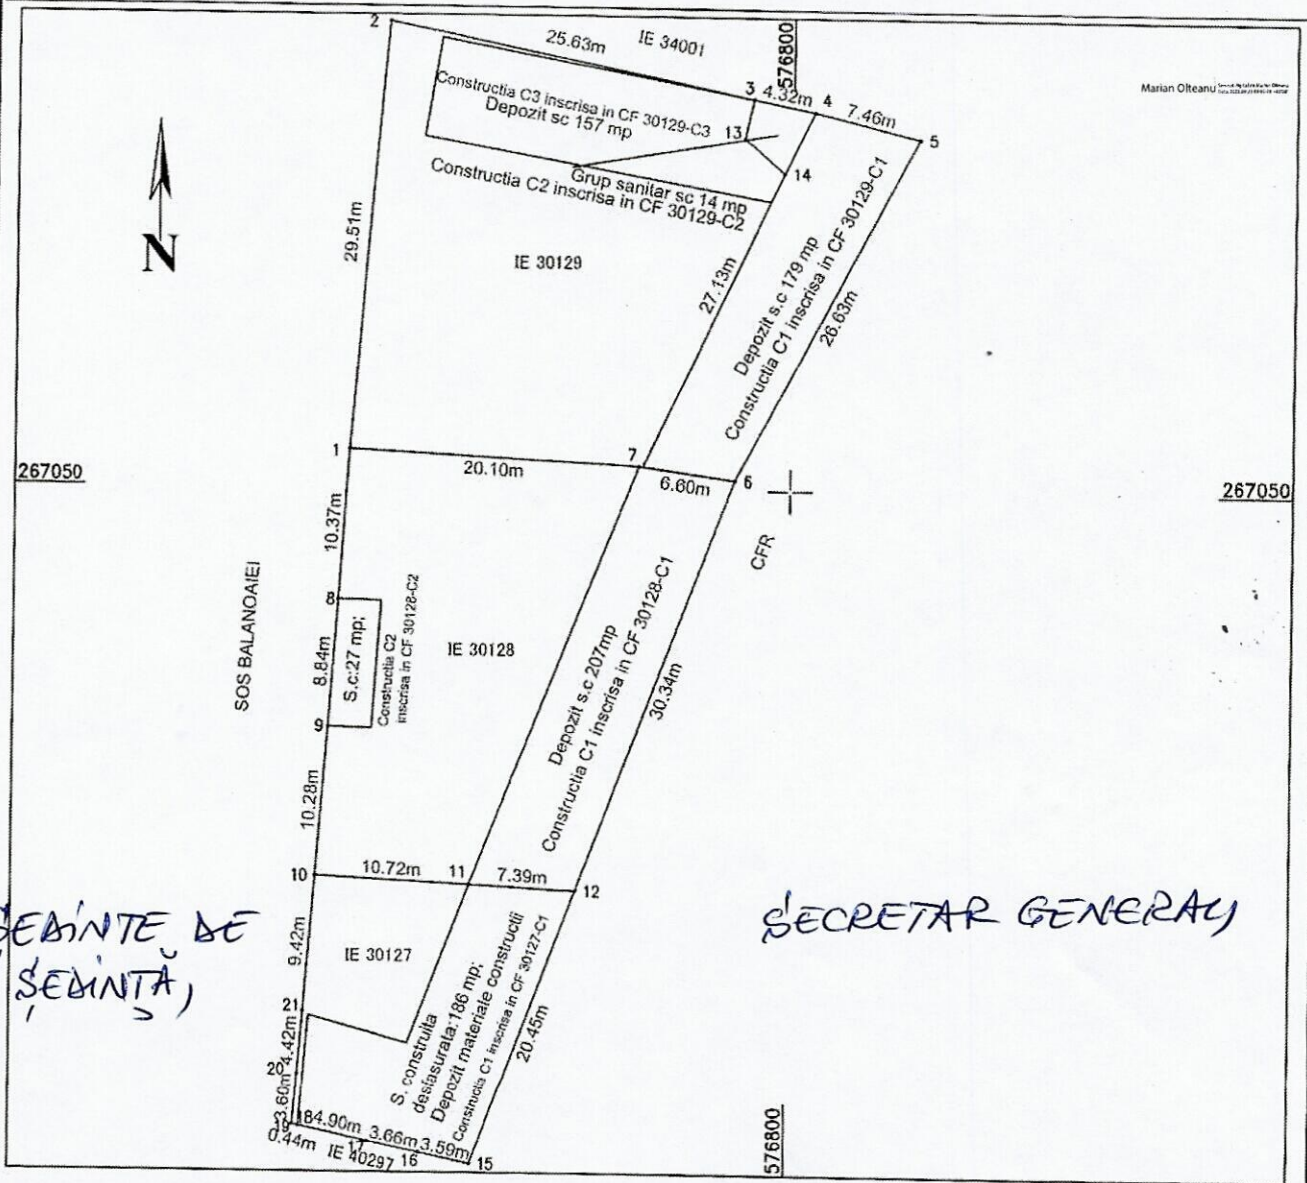 2
25.63m
IE 34001
576800
Marian Olteanu
3
4.32m
4
7.46m
5
Constructia C3 inscrisa in CF 30129-C3
Depozit sc 157 mp
13
14
Grup sanitar sc 14 mp
Constructia C2 inscrisa in CF 30129-C2
N
29.51m
IE 30129
27.13m
Depozit s.c 179 mp
Constructia C1 inscrisa in CF 30129-C1
26.63m
1
7
267050
20.10m
6.60m
6
267050
10.37m
CFR
SOS BALANOAIEI
8
8.84m
S.c:27 mp;
Constructia C2
inscrisa in CF 30128-C2
IE 30128
Depozit s.c 207mp
Constructia C1 inscrisa in CF 30128-C1
30.34m
9
10.28m
10
10.72m
11
7.39m
12
ȘEDINTE DE
ȘEDINȚĂ,
SECRETAR GENERAL
9.42m
IE 30127
S. construita
desfasurata:186 mp;
Depozit materiale constructii
Constructia C1 inscrisa in CF 30127-C1
20.45m
21
4.42m
20
3.60m
19
18
4.90m
3.66m
3.59m
0.44m
17
IE 40297
16
15
576800